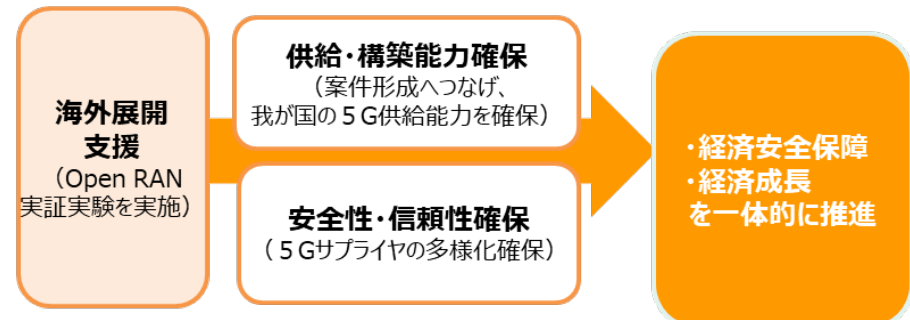 海外展開
支援
（Open RAN
実証実験を実施）
供給・構築能力確保
（案件形成へつなげ、
我が国の５G供給能力を確保）
安全性・信頼性確保
（５Gサプライヤの多様化確保）
・経済安全保障
・経済成長
を一体的に推進